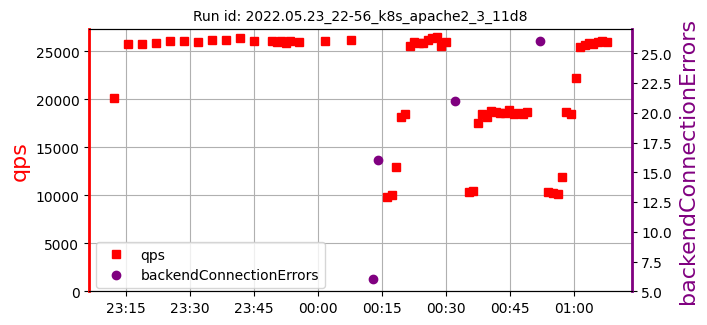 Run id: 2022.05.23_22-56_k8s_apache2_3_11d8
25000
20000
15000
10000
5000
0
qps
25.0
22.5
20.0
17.5
15.0
12.5
10.0
7.5
5.0
backendConnectionErrors
qps
backendConnectionErrors
23:15 23:30 23:45 00:00 00:15 00:30 00:45 01:00